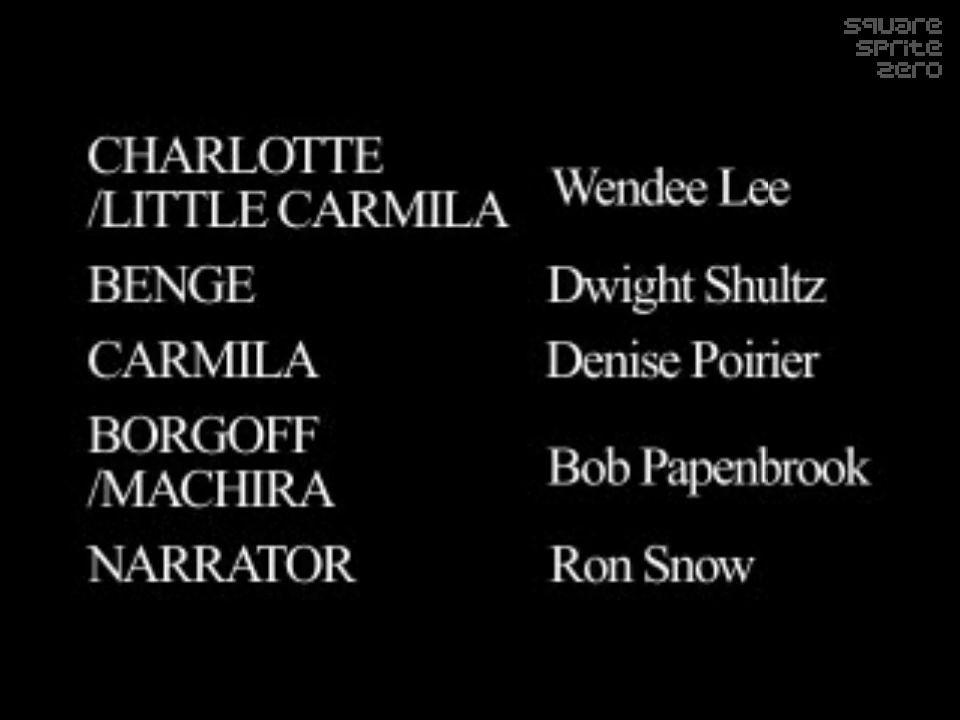 square
sprite
zero
CHARLOTTE
/LITTLE CARMILA
Wendee Lee
BENGE
Dwight Shultz
CARMILA
Denise Poirier
BORGOFF
/MACHIRA
Bob Papenbrook
NARRATOR
Ron Snow